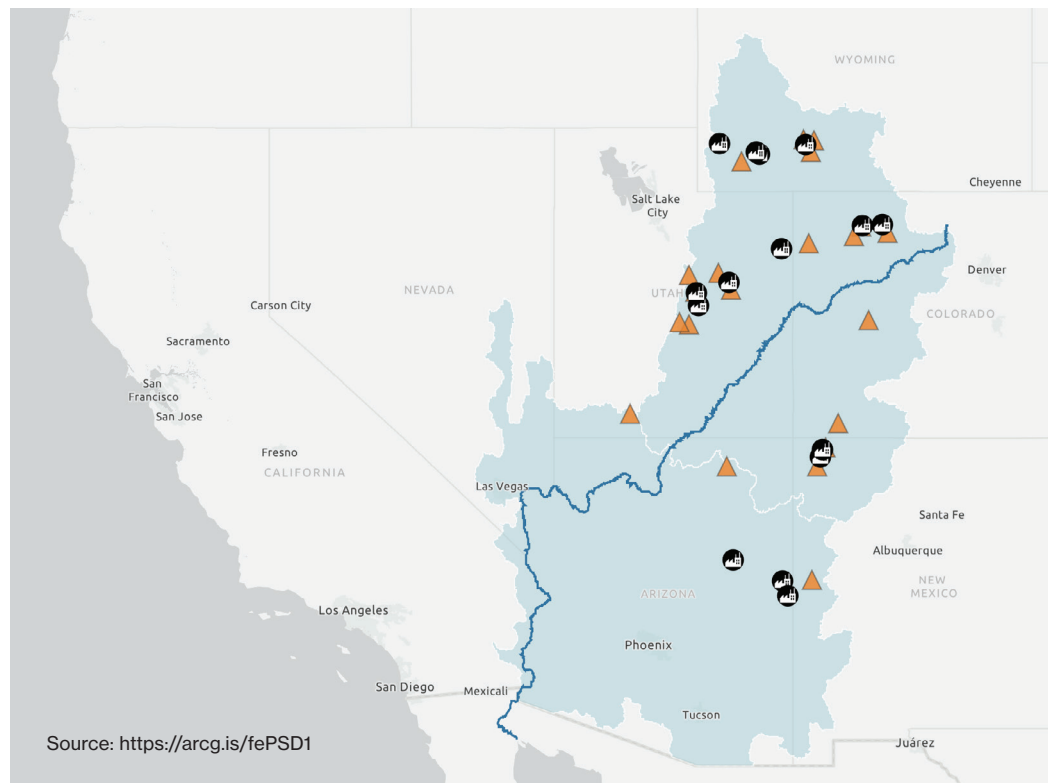 WYOMING
Cheyenne
Salt Lake
City
Denver
NEVADA
UTAH
Carson City
COLORADO
Sacramento
San
Francisco
San Jose
Fresno
CALIFORNIA
Las Vegas
Santa Fe
Albuquerque
NEW
MEXICO
ARIZONA
Los Angeles
Phoenix
San Diego
Mexicali
Tucson
Juárez
Source: https://arcg.is/fePSD1